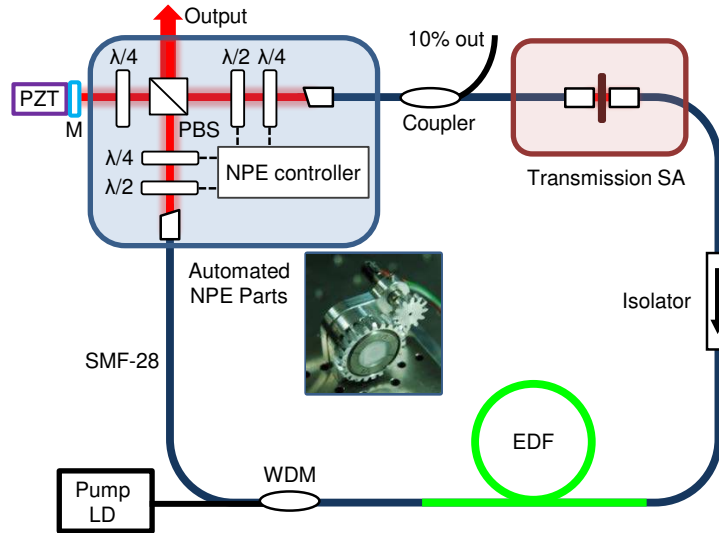 Output
λ/4
λ/2 λ/4
10% out
PZT
M
PBS
Coupler
λ/4
λ/2
NPE controller
Transmission SA
Automated
NPE Parts
Isolator
SMF-28
EDF
WDM
Pump
LD